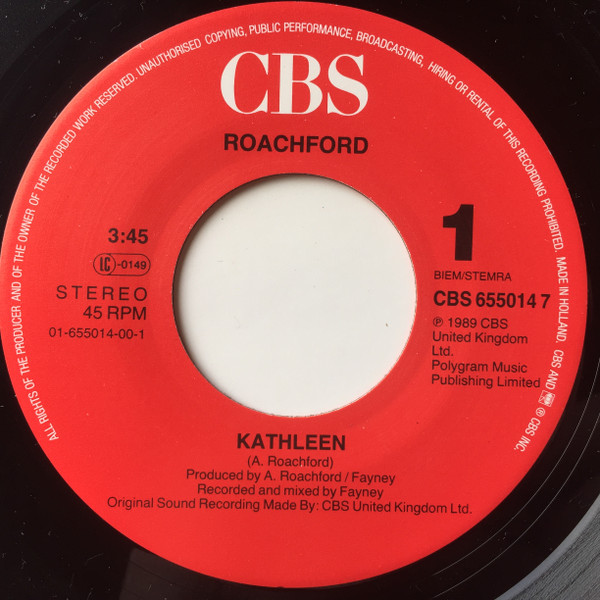 ALL RIGHTS OF THE PRODUCER AND OF THE OWNER OF THE RECORDED WORK RESERVED. UNAUTHORISED COPYING, PUBLIC PERFORMANCE, BROADCASTING, HIRING OR RENTAL OF THIS RECORDING PROHIBITED. MADE IN HOLLAND. CBS AND ® CBS INC.
CBS
ROACHFORD
3:45
LC-0149
STEREO
45 RPM
01-655014-00-1
1
BIEM/STEMRA
CBS 655014 7
℗ 1989 CBS
United Kingdom
Ltd.
Polygram Music
Publishing Limited
KATHLEEN
(A. Roachford)
Produced by A. Roachford / Fayney
Recorded and mixed by Fayney
Original Sound Recording Made By: CBS United Kingdom Ltd.